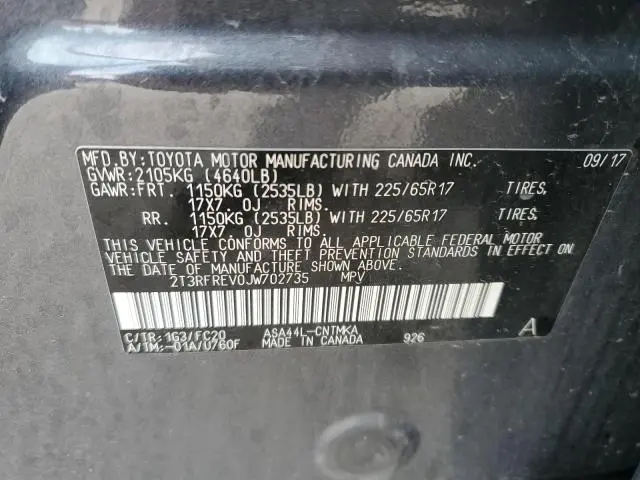 MFD.BY:TOYOTA MOTOR MANUFACTURING CANADA INC. 09/17
GVWR:2105KG (4640LB)
GAWR:FRT. 1150KG (2535LB) WITH 225/65R17 TIRES.
17X7.0J RIMS.
RR. 1150KG (2535LB) WITH 225/65R17 TIRES.
17X7.0J RIMS.
THIS VEHICLE CONFORMS TO ALL APPLICABLE FEDERAL MOTOR
VEHICLE SAFETY AND THEFT PREVENTION STANDARDS IN EFFECT ON
THE DATE OF MANUFACTURE SHOWN ABOVE.
2T3RFREV0JW702735 MPV
C/TR:1G3/FC20 ASA44L-CNTMKA A
A/TM:-01A/U760F MADE IN CANADA 926